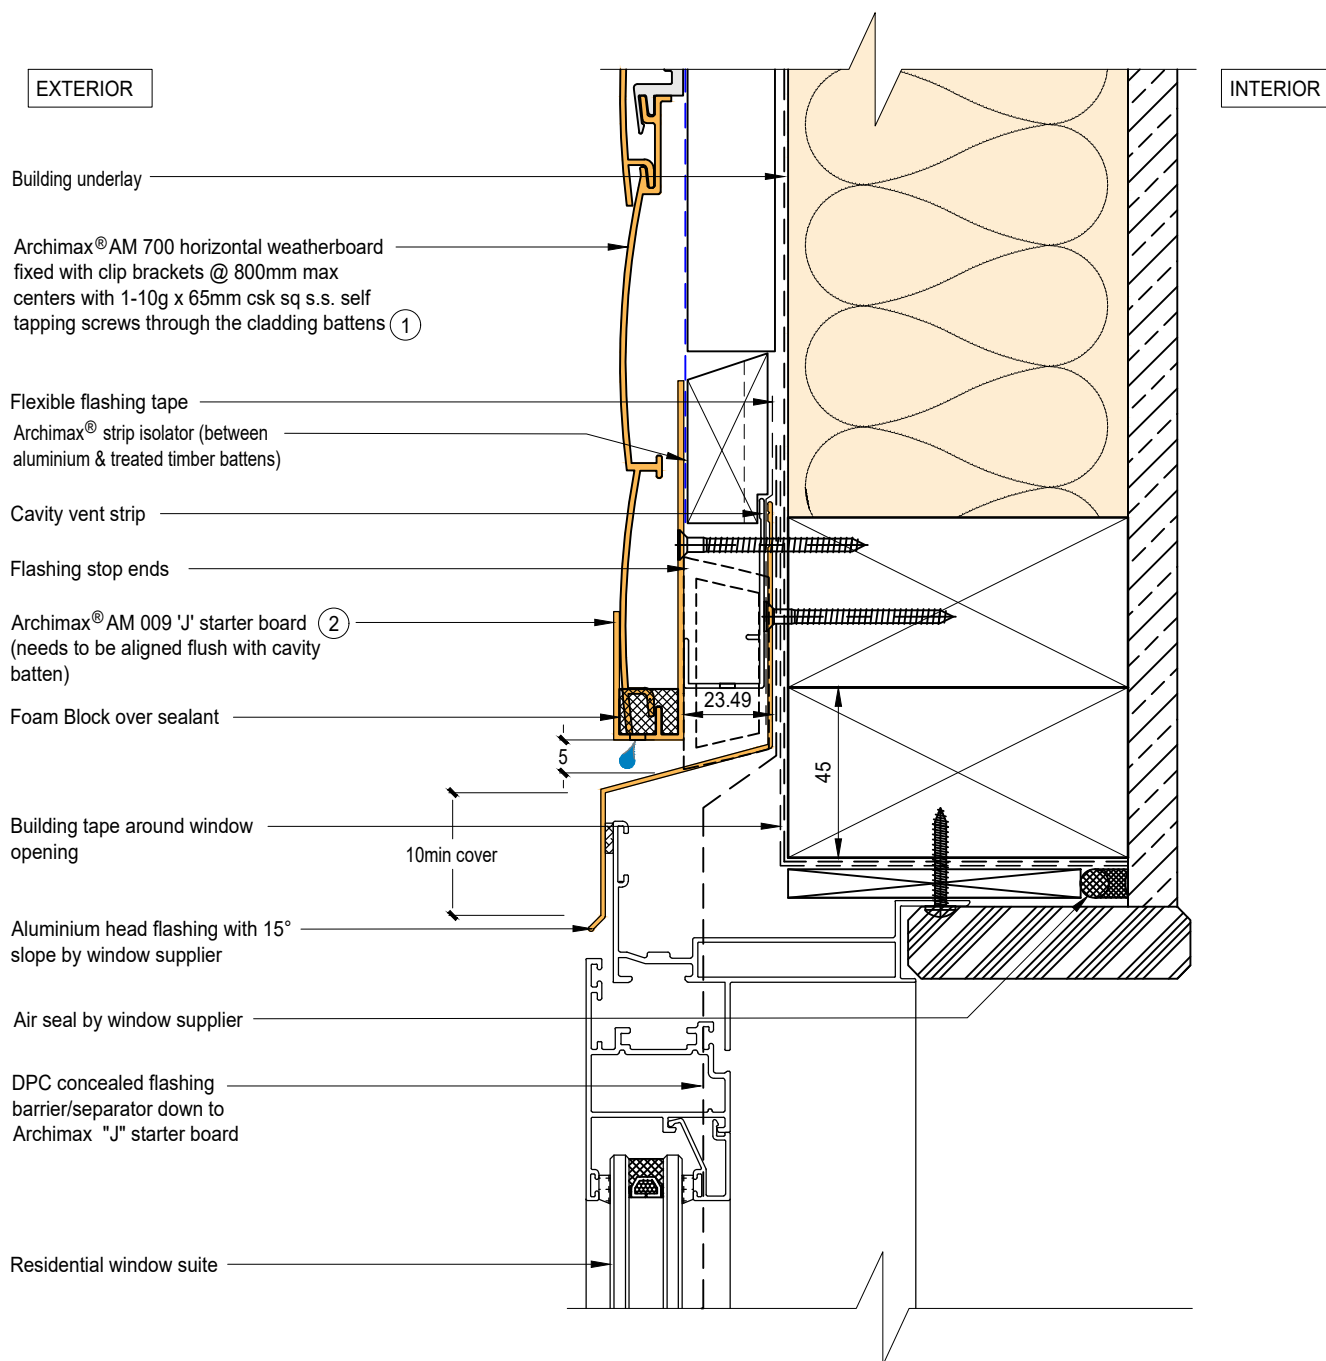 EXTERIOR
INTERIOR
Building underlay
Archimax® AM 700 horizontal weatherboard
fixed with clip brackets @ 800mm max
centers with 1-10g x 65mm csk sq s.s. self
tapping screws through the cladding battens 1
Flexible flashing tape
Archimax® strip isolator (between
aluminium & treated timber battens)
Cavity vent strip
Flashing stop ends
Archimax® AM 009 'J' starter board 2
(needs to be aligned flush with cavity
batten)
Foam Block over sealant
23.49
5
45
Building tape around window
opening
10min cover
Aluminium head flashing with 15°
slope by window supplier
Air seal by window supplier
DPC concealed flashing
barrier/separator down to
Archimax "J" starter board
Residential window suite